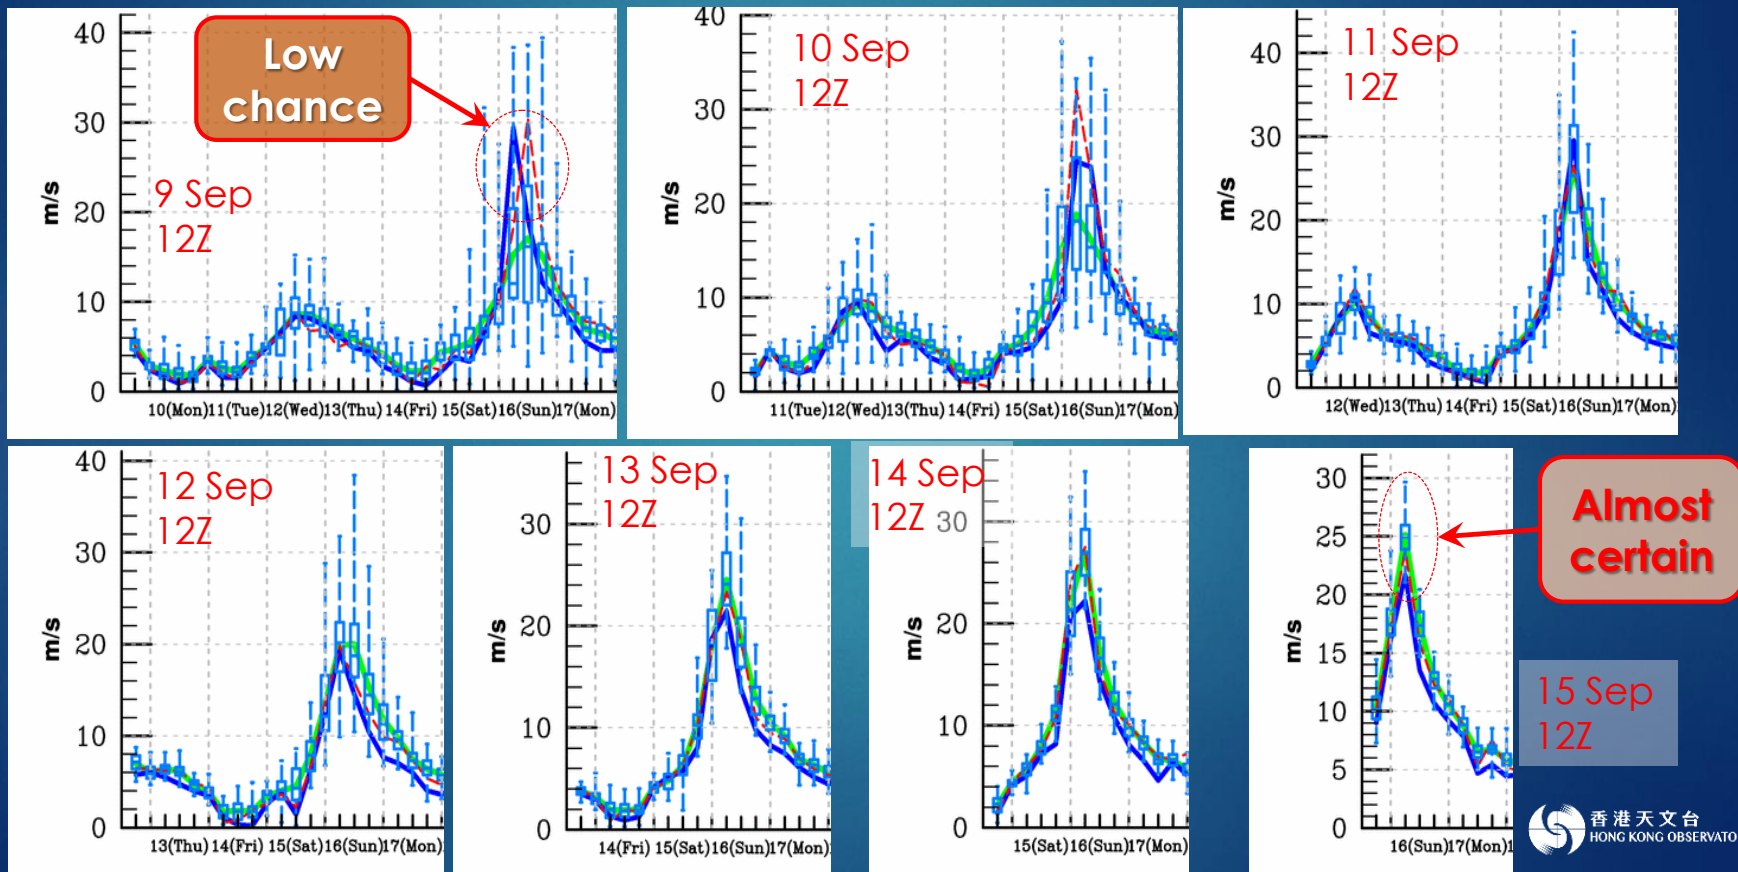 40
30
20
10
0
m/s
Low
chance
9 Sep
12Z
10(Mon)11(Tue)12(Wed)13(Thu) 14(Fri) 15(Sat)16(Sun)17(Mon)
40
30
20
10
0
m/s
10 Sep
12Z
11(Tue)12(Wed)13(Thu) 14(Fri) 15(Sat)16(Sun)17(Mon)
40
30
20
10
0
m/s
11 Sep
12Z
12(Wed)13(Thu) 14(Fri) 15(Sat)16(Sun)17(Mon)
40
30
20
10
0
m/s
12 Sep
12Z
13(Thu)14(Fri) 15(Sat)16(Sun)17(Mon)
30
20
10
0
m/s
13 Sep
12Z
14(Fri) 15(Sat)16(Sun)17(Mon)
30
20
10
0
m/s
14 Sep
12Z
15(Sat)16(Sun)17(Mon)
30
25
20
15
10
5
0
m/s
16(Sun)17(Mon)1
Almost
certain
15 Sep
12Z
香港天文台
HONG KONG OBSERVATO